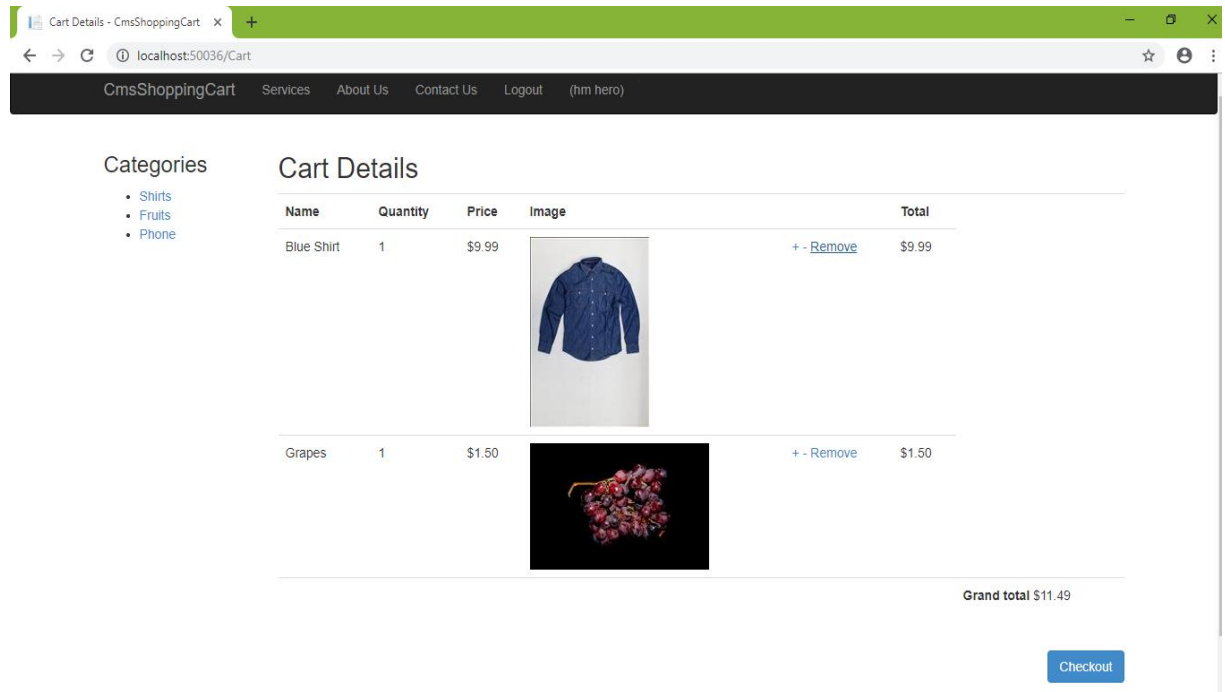 Cart Details - CmsShoppingCart
localhost:50036/Cart
CmsShoppingCart Services About Us Contact Us Logout (hm hero)
Categories
Shirts
Fruits
Phone
Cart Details
Name Quantity Price Image Total
Blue Shirt 1 $9.99 + - Remove $9.99
Grapes 1 $1.50 + - Remove $1.50
Grand total $11.49
Checkout